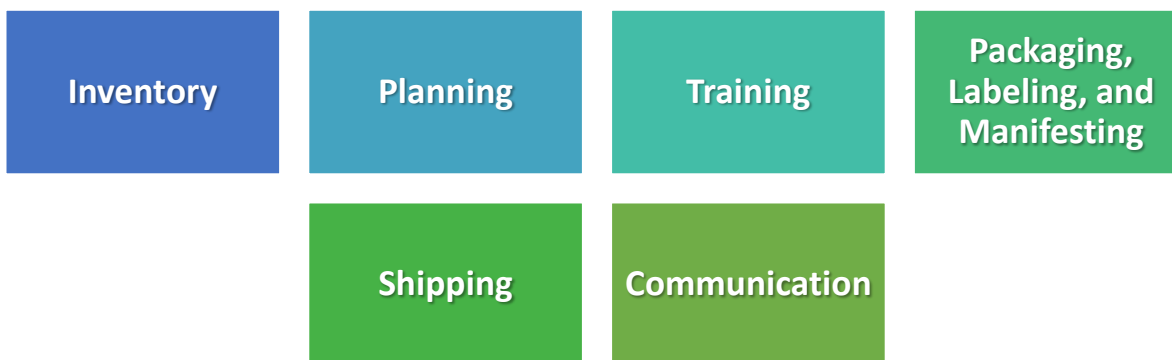 Inventory
Planning
Training
Packaging,
Labeling, and
Manifesting
Shipping
Communication